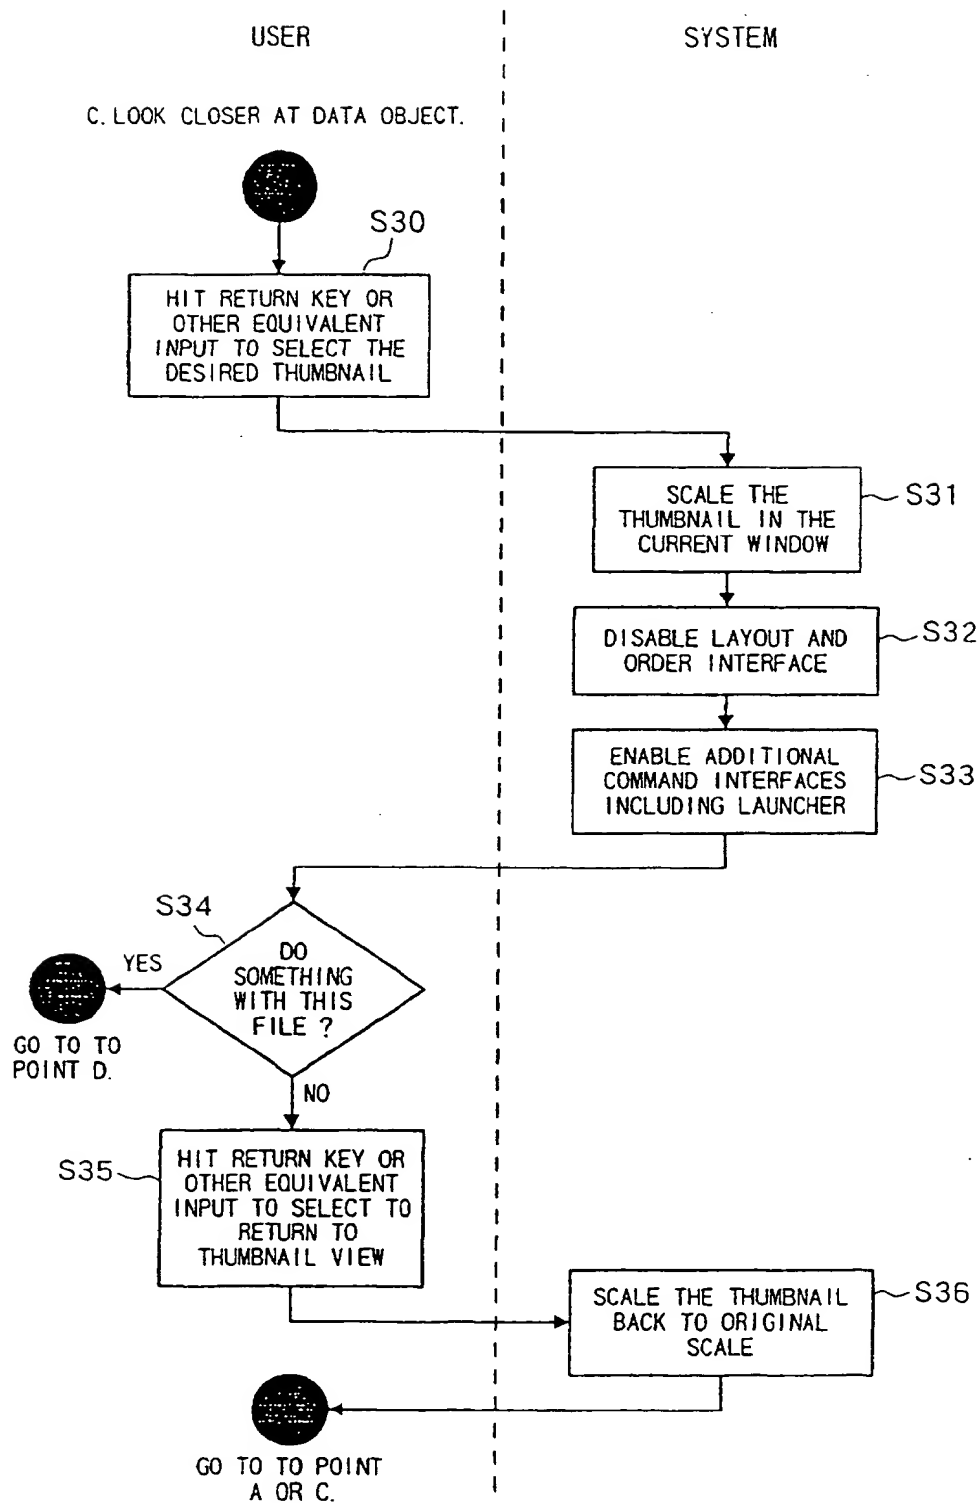 USER
SYSTEM
C. LOOK CLOSER AT DATA OBJECT.
S30
HIT RETURN KEY OR
OTHER EQUIVALENT
INPUT TO SELECT THE
DESIRED THUMBNAIL
SCALE THE
THUMBNAIL IN THE
CURRENT WINDOW
S31
DISABLE LAYOUT AND
ORDER INTERFACE
S32
ENABLE ADDITIONAL
COMMAND INTERFACES
INCLUDING LAUNCHER
S33
S34
DO
SOMETHING
WITH THIS
FILE ?
YES
GO TO TO
POINT D.
NO
S35
HIT RETURN KEY OR
OTHER EQUIVALENT
INPUT TO SELECT TO
RETURN TO
THUMBNAIL VIEW
SCALE THE THUMBNAIL
BACK TO ORIGINAL
SCALE
S36
GO TO TO POINT
A OR C.